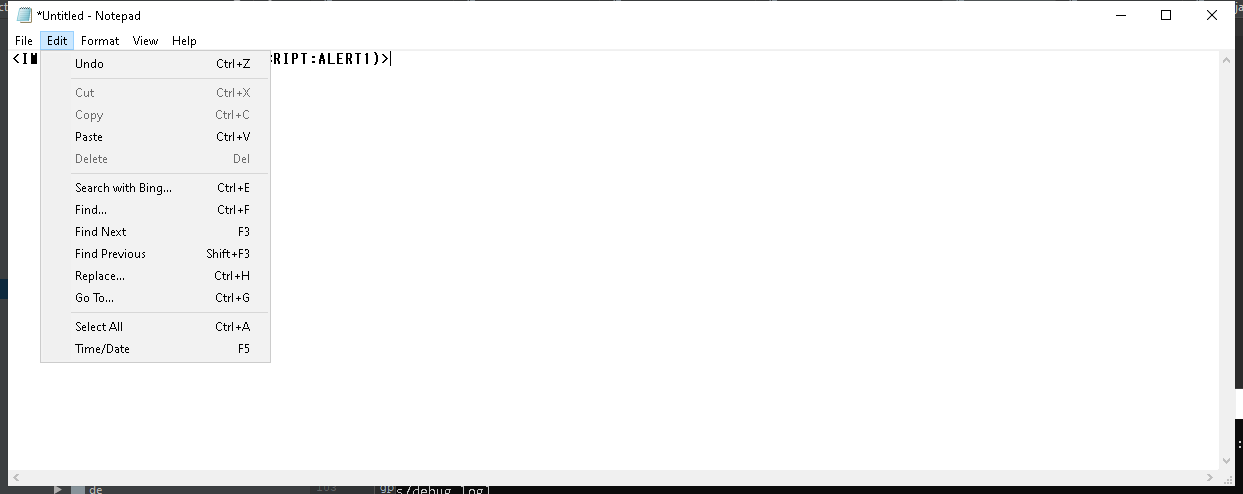 *Untitled - Notepad
File Edit Format View Help
<IM RIPT:ALERT1)>
Undo Ctrl+Z
Cut Ctrl+X
Copy Ctrl+C
Paste Ctrl+V
Delete Del
Search with Bing... Ctrl+E
Find... Ctrl+F
Find Next F3
Find Previous Shift+F3
Replace... Ctrl+H
Go To... Ctrl+G
Select All Ctrl+A
Time/Date F5
de s/debug log]